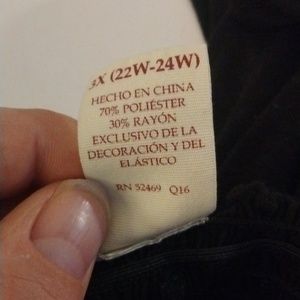 3X (22W-24W)
HECHO EN CHINA
70% POLIÉSTER
30% RAYÓN
EXCLUSIVO DE LA
DECORACIÓN Y DEL
ELÁSTICO
RN 52469 Q16